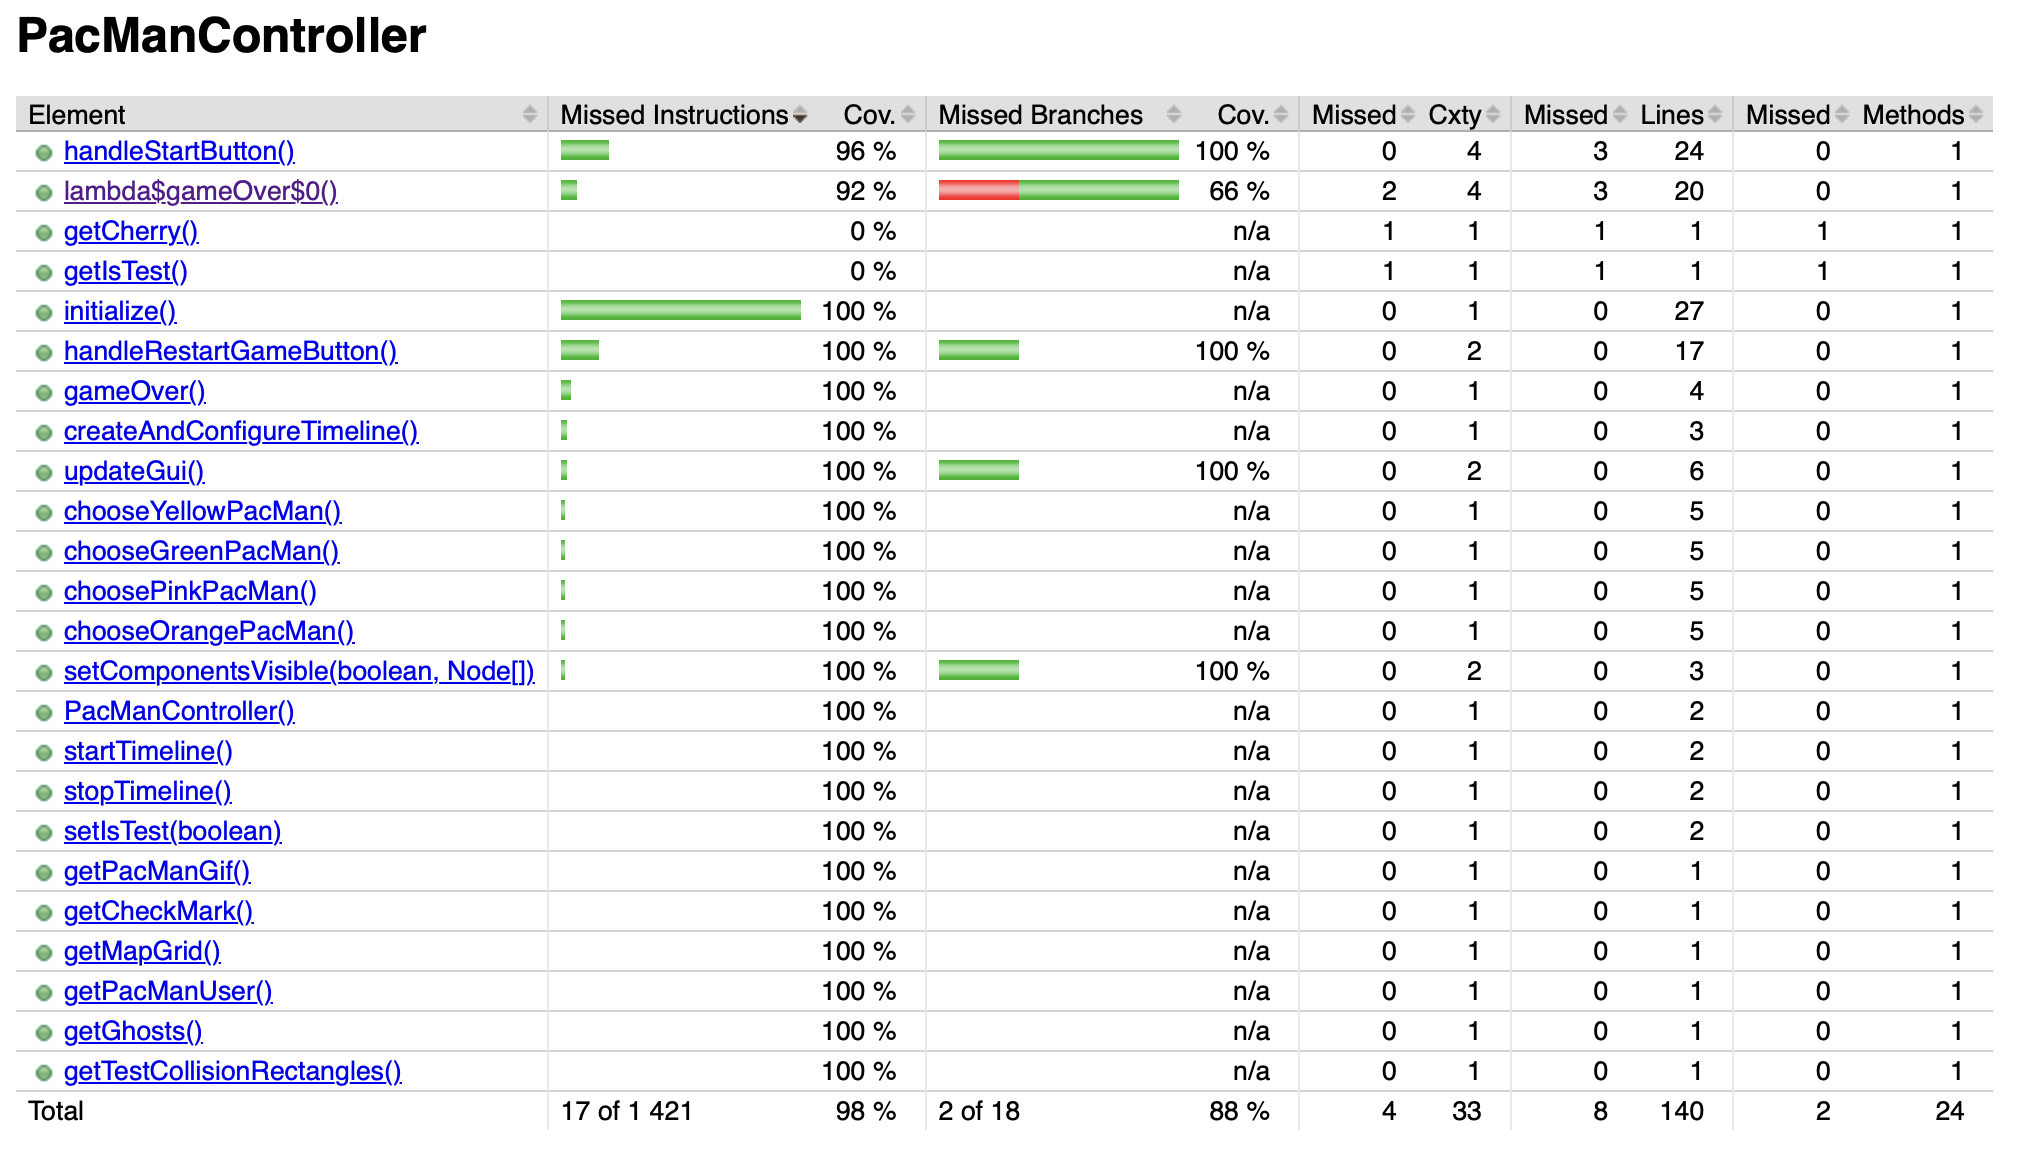 PacManController
Element Missed Instructions Cov. Missed Branches Cov. Missed Cxty Missed Lines Missed Methods
handleStartButton() 96 % 100 % 0 4 3 24 0 1
lambda$gameOver$0() 92 % 66 % 2 4 3 20 0 1
getCherry() 0 % n/a 1 1 1 1 1 1
getIsTest() 0 % n/a 1 1 1 1 1 1
initialize() 100 % n/a 0 1 0 27 0 1
handleRestartGameButton() 100 % 100 % 0 2 0 17 0 1
gameOver() 100 % n/a 0 1 0 4 0 1
createAndConfigureTimeline() 100 % n/a 0 1 0 3 0 1
updateGui() 100 % 100 % 0 2 0 6 0 1
chooseYellowPacMan() 100 % n/a 0 1 0 5 0 1
chooseGreenPacMan() 100 % n/a 0 1 0 5 0 1
choosePinkPacMan() 100 % n/a 0 1 0 5 0 1
chooseOrangePacMan() 100 % n/a 0 1 0 5 0 1
setComponentsVisible(boolean, Node[]) 100 % 100 % 0 2 0 3 0 1
PacManController() 100 % n/a 0 1 0 2 0 1
startTimeline() 100 % n/a 0 1 0 2 0 1
stopTimeline() 100 % n/a 0 1 0 2 0 1
setIsTest(boolean) 100 % n/a 0 1 0 2 0 1
getPacManGif() 100 % n/a 0 1 0 1 0 1
getCheckMark() 100 % n/a 0 1 0 1 0 1
getMapGrid() 100 % n/a 0 1 0 1 0 1
getPacManUser() 100 % n/a 0 1 0 1 0 1
getGhosts() 100 % n/a 0 1 0 1 0 1
getTestCollisionRectangles() 100 % n/a 0 1 0 1 0 1
Total 17 of 1 421 98 % 2 of 18 88 % 4 33 8 140 2 24